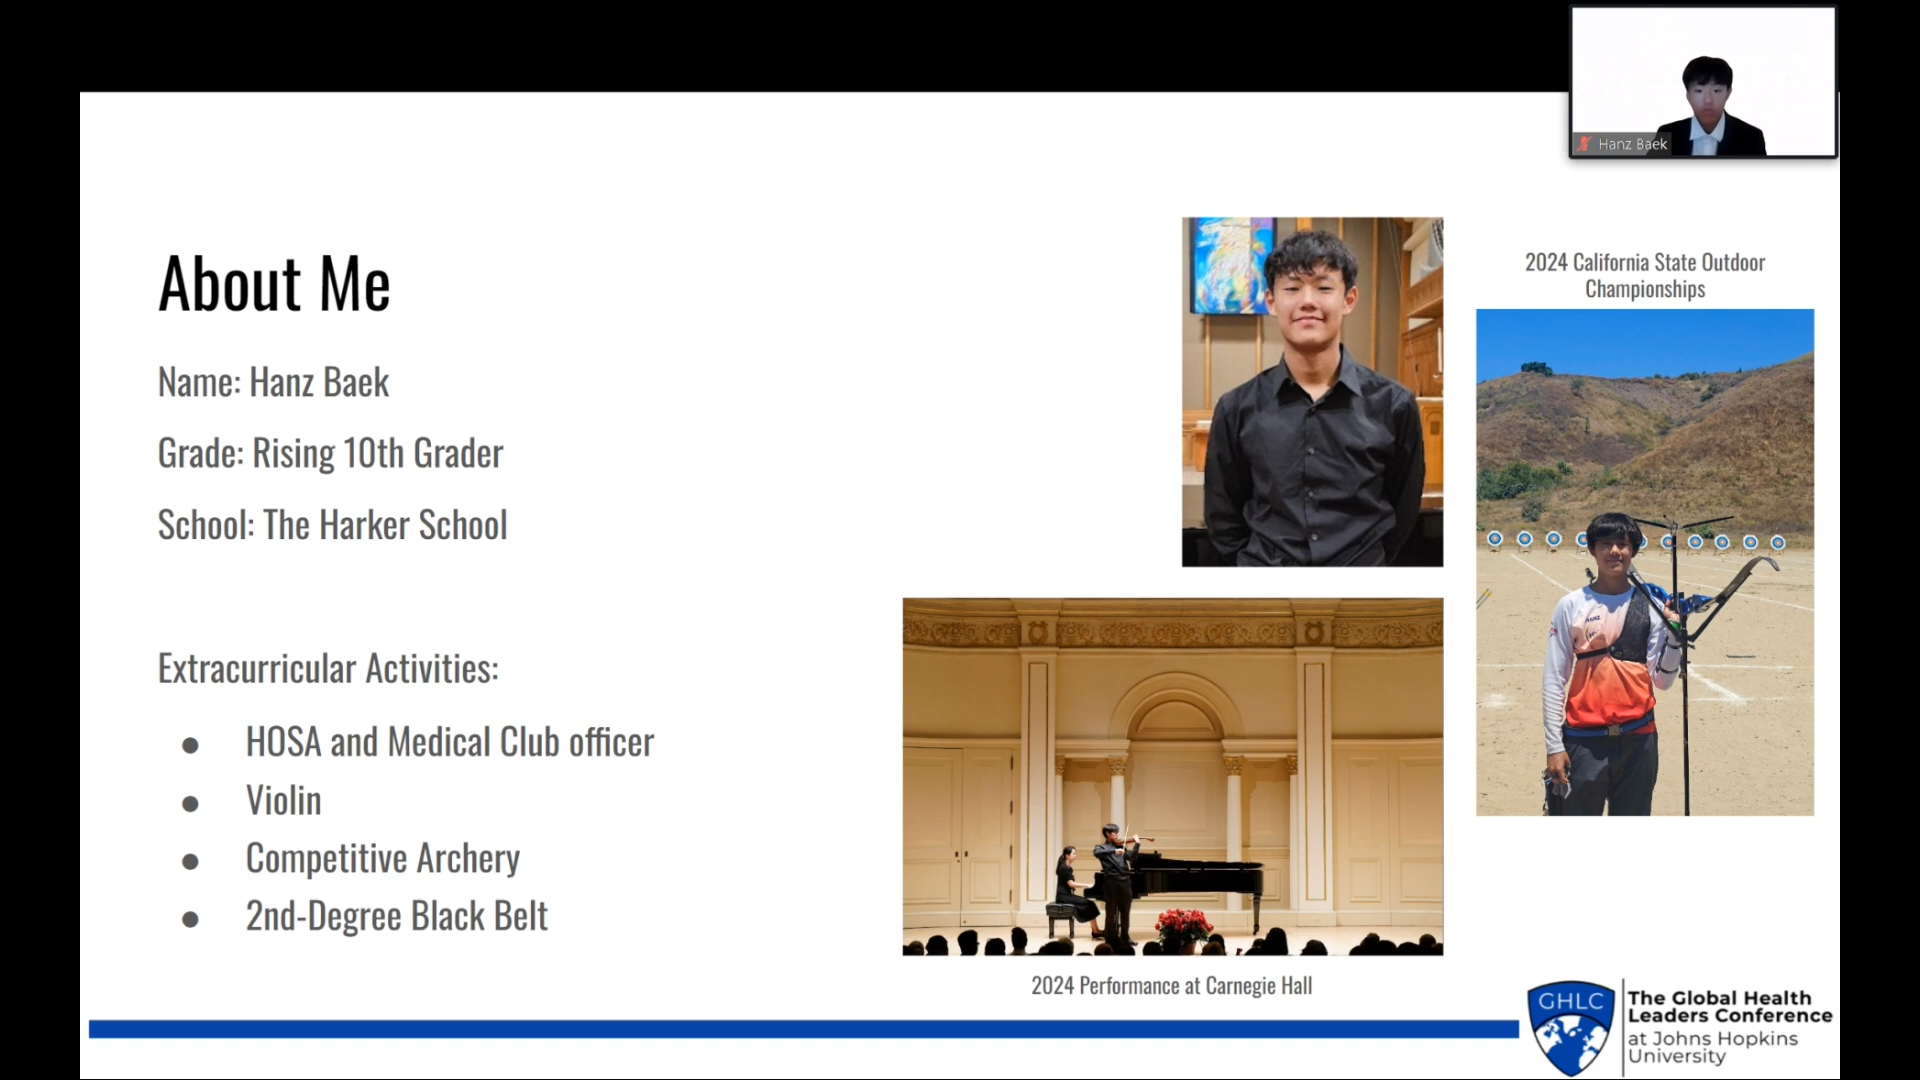 Hanz Baek
About Me
Name: Hanz Baek
Grade: Rising 10th Grader
School: The Harker School
Extracurricular Activities:
● HOSA and Medical Club officer
● Violin
● Competitive Archery
● 2nd-Degree Black Belt
2024 California State Outdoor
Championships
HANZ
2024 Performance at Carnegie Hall
GHLC
The Global Health
Leaders Conference
at Johns Hopkins
University